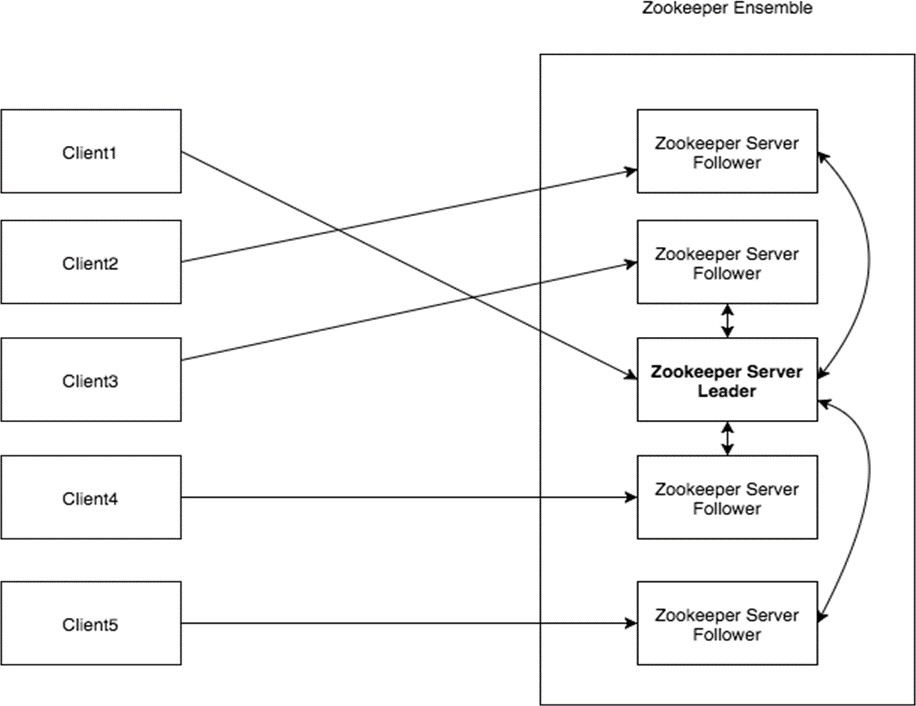 Zookeeper Ensemble
Client1
Zookeeper Server
Follower
Client2
Zookeeper Server
Follower
Client3
Zookeeper Server
Leader
Client4
Zookeeper Server
Follower
Client5
Zookeeper Server
Follower